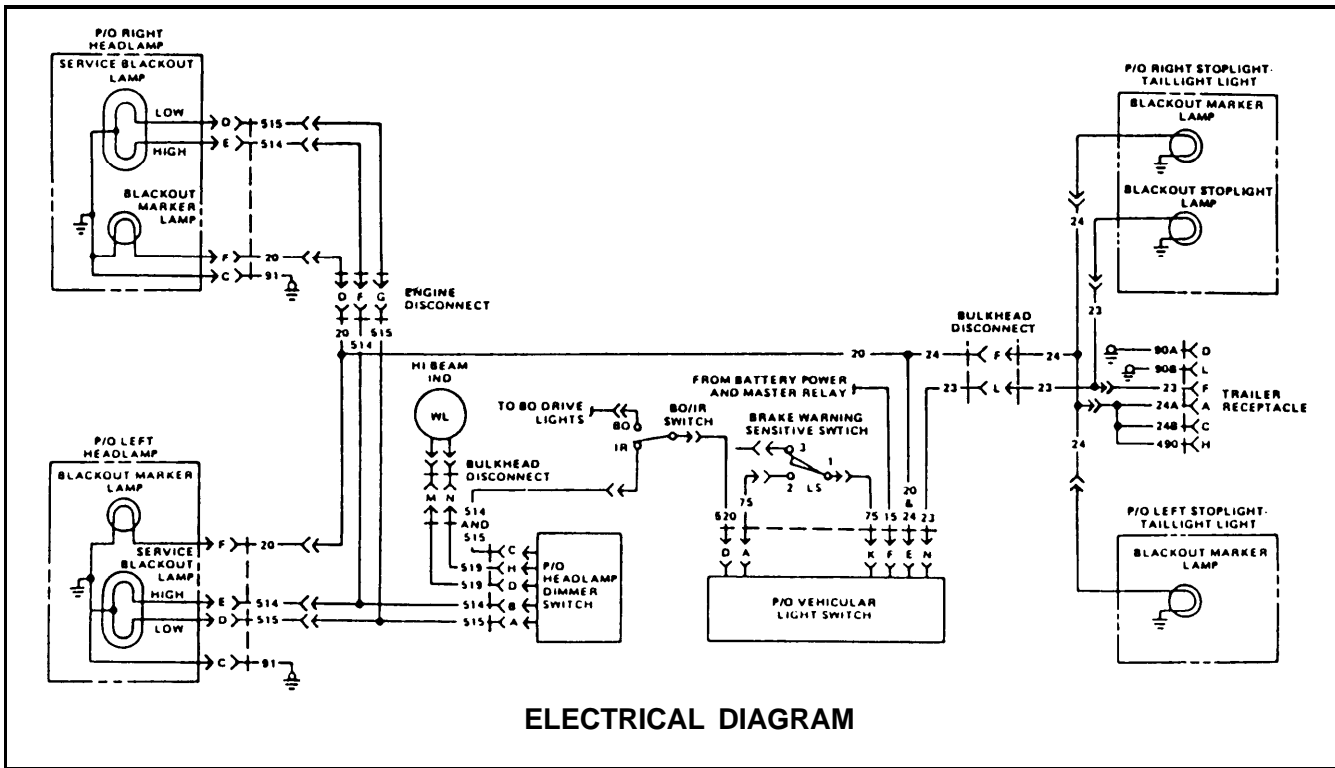 P/O RIGHT
HEADLAMP
SERVICE BLACKOUT
LAMP
LOW
D
515
E
514
HIGH
BLACKOUT
MARKER
LAMP
F
20
C
91
D F G
ENGINE
DISCONNECT
20
514
515
P/O LEFT
HEADLAMP
BLACKOUT MARKER
LAMP
F
20
SERVICE
BLACKOUT
LAMP
HIGH
E
514
D
515
LOW
C
91
HI BEAM
IND
WL
BULKHEAD
DISCONNECT
M N
514
AND
515
C
519
H
519
D
514
B
515
A
P/O
HEADLAMP
DIMMER
SWITCH
TO BO DRIVE
LIGHTS
BO
IR
BO/IR
SWITCH
FROM BATTERY POWER
AND MASTER RELAY
BRAKE WARNING
SENSITIVE SWTICH
3
1
2
LS
520
75
75
15
20
&
24
23
D A K F E N
P/O VEHICULAR
LIGHT SWITCH
20
24
F
24
BULKHEAD
DISCONNECT
23
L
23
P/O RIGHT STOPLIGHT-
TAILLIGHT LIGHT
BLACKOUT MARKER
LAMP
BLACKOUT STOPLIGHT
LAMP
24
23
90A
D
90B
L
23
F
24A
A
24B
C
490
H
TRAILER
RECEPTACLE
24
P/O LEFT STOPLIGHT-
TAILLIGHT LIGHT
BLACKOUT MARKER
LAMP
ELECTRICAL DIAGRAM